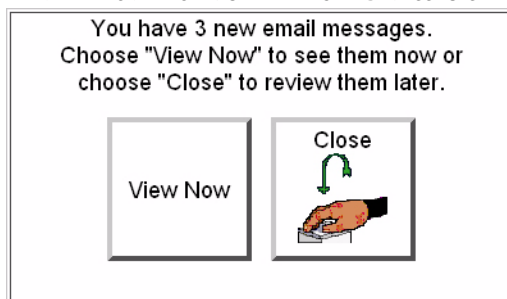 You have 3 new email messages.
Choose "View Now" to see them now or
choose "Close" to review them later.
View Now
Close